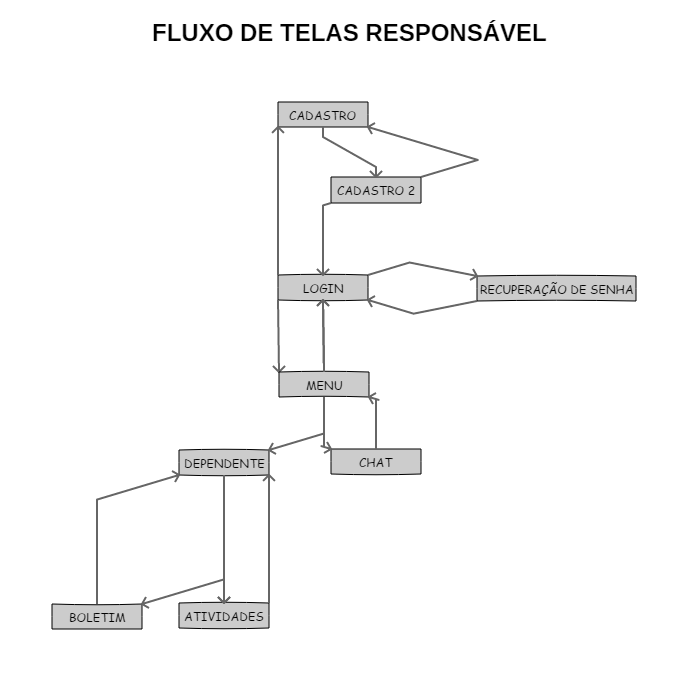 FLUXO DE TELAS RESPONSÁVEL
CADASTRO
CADASTRO 2
LOGIN
RECUPERAÇÃO DE SENHA
MENU
DEPENDENTE
CHAT
BOLETIM
ATIVIDADES